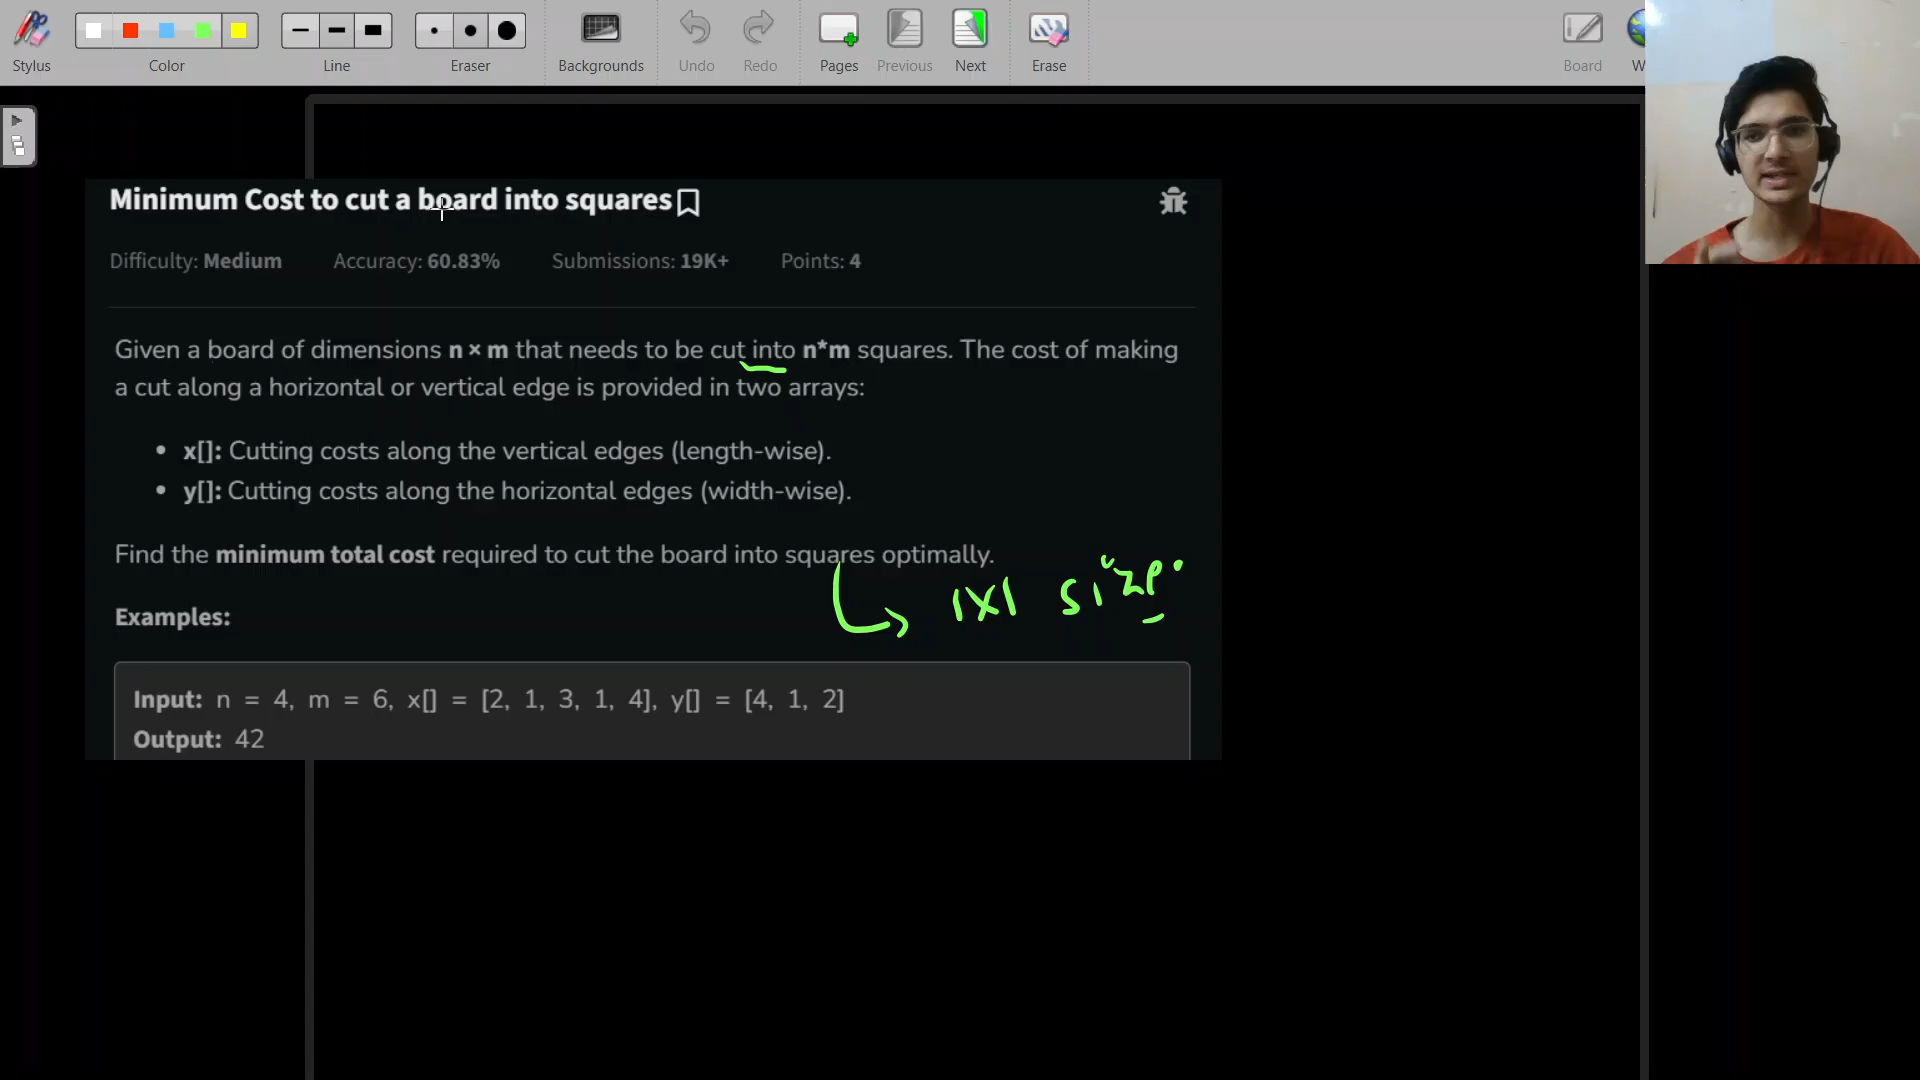 Stylus Color Line Eraser Backgrounds Undo Redo Pages Previous Next Erase Board W
Minimum Cost to cut a board into squares
Difficulty: Medium Accuracy: 60.83% Submissions: 19K+ Points: 4
Given a board of dimensions n × m that needs to be cut into n*m squares. The cost of making
a cut along a horizontal or vertical edge is provided in two arrays:
• x[]: Cutting costs along the vertical edges (length-wise).
• y[]: Cutting costs along the horizontal edges (width-wise).
Find the minimum total cost required to cut the board into squares optimally.
1x1 size.
Examples:
Input: n = 4, m = 6, x[] = [2, 1, 3, 1, 4], y[] = [4, 1, 2]
Output: 42